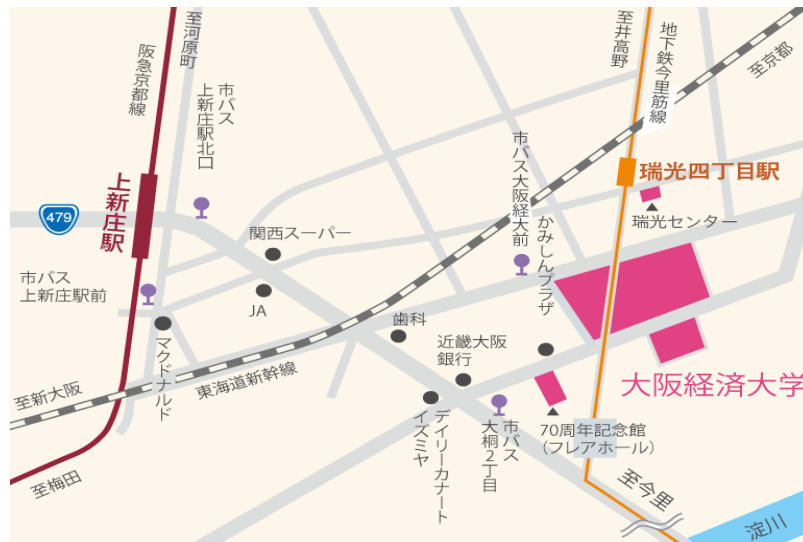 至河原町
阪急京都線
市バス
上新庄駅北口
至井高野
地下鉄今里筋線
至京都
479
上新庄駅
関西スーパー
市バス大阪経大前
かみしんプラザ
瑞光四丁目駅
瑞光センター
市バス
上新庄駅前
JA
マクドナルド
歯科
近畿大阪
銀行
東海道新幹線
至新大阪
大阪経済大学
デイリーカナート
イズミヤ
市バス
大桐2丁目
70周年記念館
(フレアホール)
至梅田
至今里
淀川